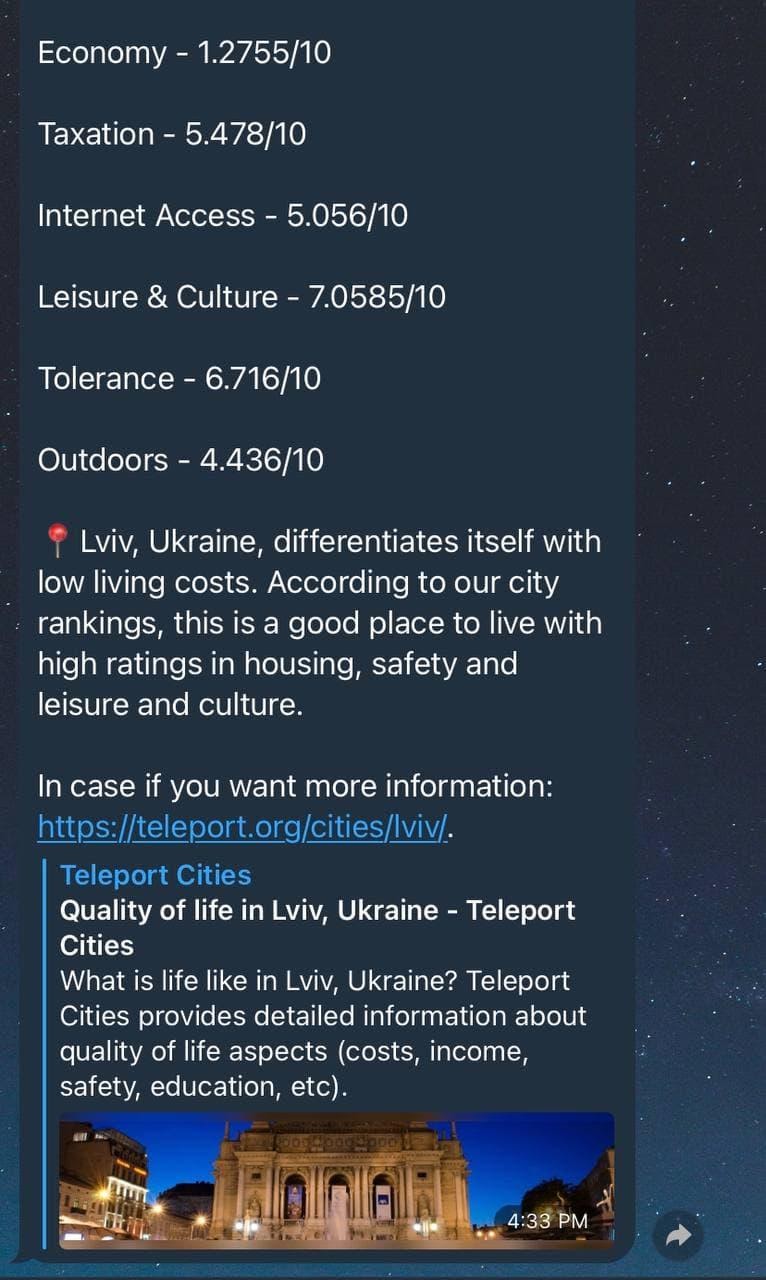 Economy - 1.2755/10
Taxation - 5.478/10
Internet Access - 5.056/10
Leisure & Culture - 7.0585/10
Tolerance - 6.716/10
Outdoors - 4.436/10
📍 Lviv, Ukraine, differentiates itself with
low living costs. According to our city
rankings, this is a good place to live with
high ratings in housing, safety and
leisure and culture.
In case if you want more information:
https://teleport.org/cities/lviv/.
Teleport Cities
Quality of life in Lviv, Ukraine - Teleport
Cities
What is life like in Lviv, Ukraine? Teleport
Cities provides detailed information about
quality of life aspects (costs, income,
safety, education, etc).
4:33 PM